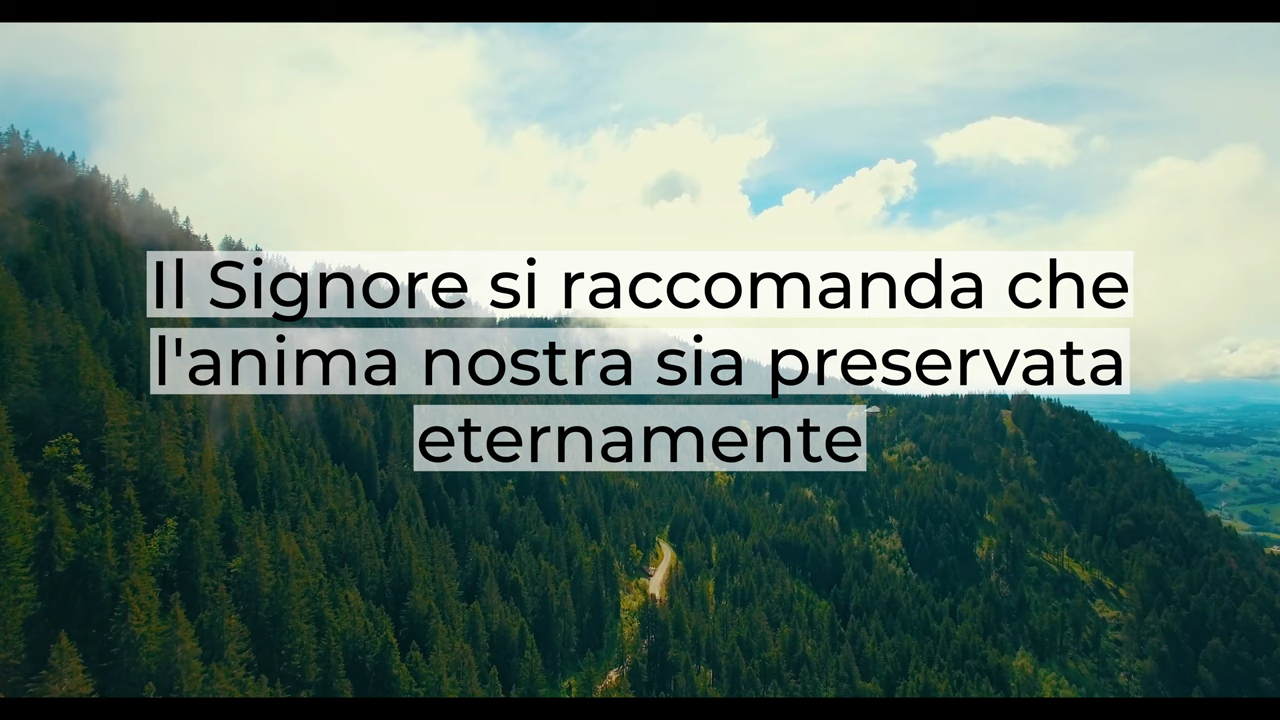 Il Signore si raccomanda che
l'anima nostra sia preservata
eternamente